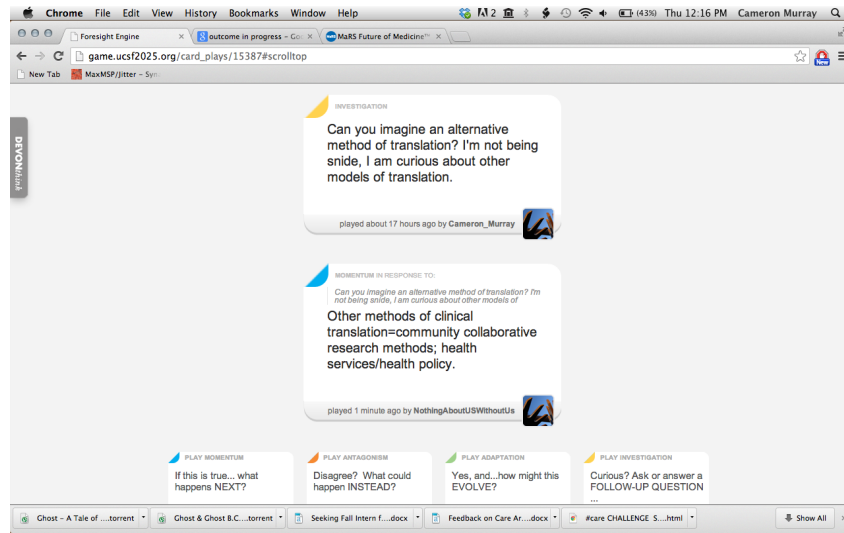 Chrome File Edit View History Bookmarks Window Help 2 (43%) Thu 12:16 PM Cameron Murray
Foresight Engine × outcome in progress – Go × MaRS Future of Medicine™ ×
game.ucsf2025.org/card_plays/15387#scrolltop
New
New Tab MaxMSP/Jitter – Syn
DEVONthink
INVESTIGATION
Can you imagine an alternative
method of translation? I'm not being
snide, I am curious about other
models of translation.
played about 17 hours ago by Cameron_Murray
MOMENTUM IN RESPONSE TO:
Can you imagine an alternative method of translation? I'm
not being snide, I am curious about other models of
Other methods of clinical
translation=community collaborative
research methods; health
services/health policy.
played 1 minute ago by NothingAboutUSWithoutUs
PLAY MOMENTUM PLAY ANTAGONISM PLAY ADAPTATION PLAY INVESTIGATION
If this is true... what Disagree? What could Yes, and...how might this Curious? Ask or answer a
happens NEXT? happen INSTEAD? EVOLVE? FOLLOW-UP QUESTION
...
Ghost – A Tale of ....torrent Ghost & Ghost B.C....torrent Seeking Fall Intern f....docx Feedback on Care Ar....docx #care CHALLENGE S....html Show All